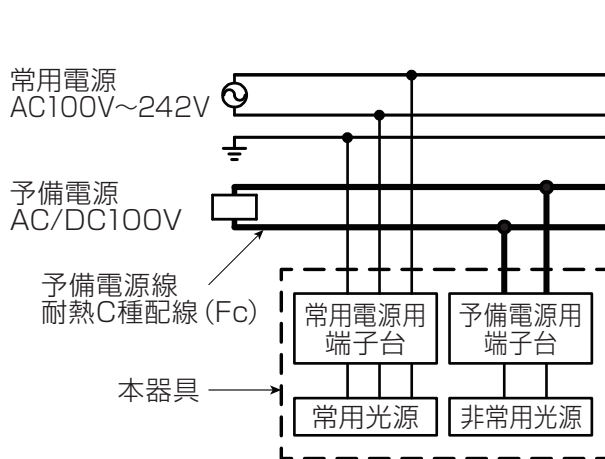 常用電源
AC100V～242V
予備電源
AC/DC100V
予備電源線
耐熱C種配線（Fc）
常用電源用
端子台
予備電源用
端子台
本器具
常用光源
非常用光源